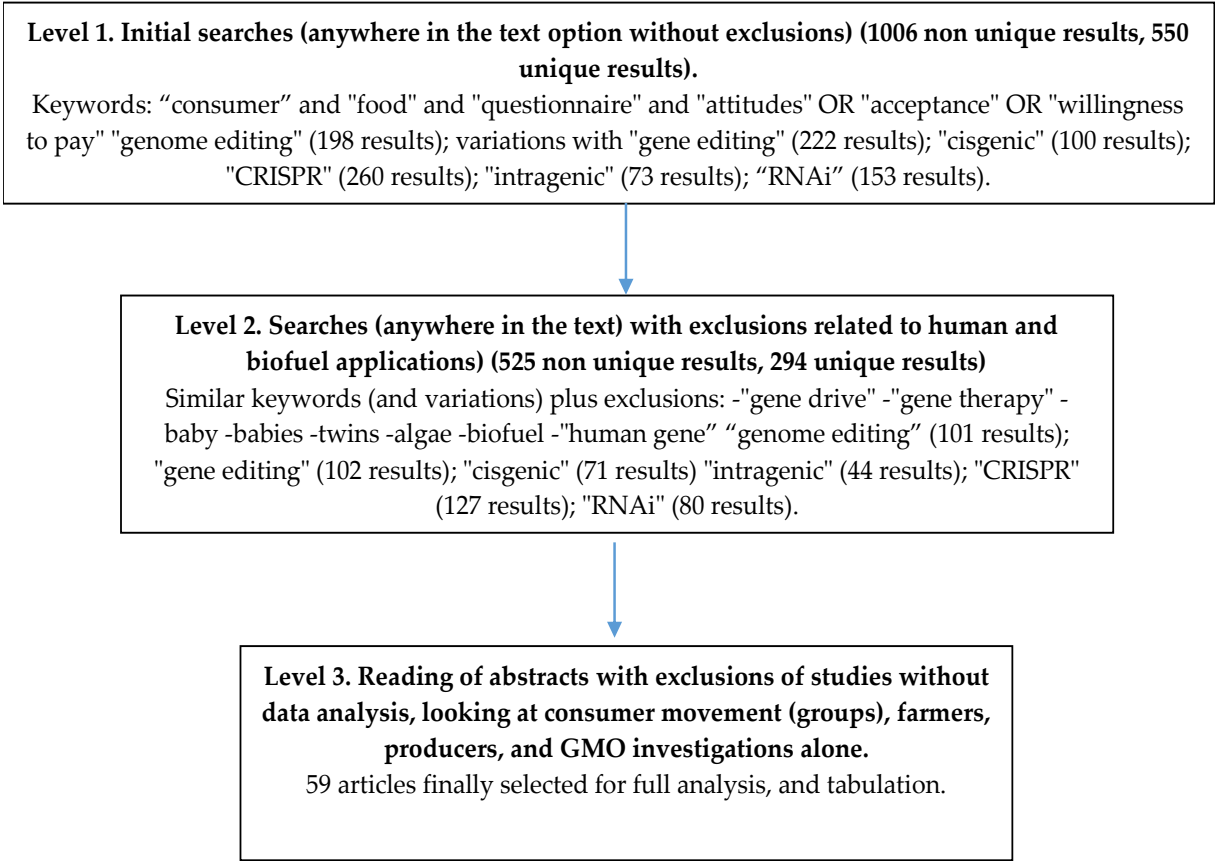 Level 1. Initial searches (anywhere in the text option without exclusions) (1006 non unique results, 550
unique results).
Keywords: “consumer” and "food" and "questionnaire" and "attitudes" OR "acceptance" OR "willingness
to pay" "genome editing" (198 results); variations with "gene editing" (222 results); "cisgenic" (100 results);
"CRISPR" (260 results); "intragenic" (73 results); “RNAi” (153 results).
Level 2. Searches (anywhere in the text) with exclusions related to human and
biofuel applications) (525 non unique results, 294 unique results)
Similar keywords (and variations) plus exclusions: -"gene drive" -"gene therapy" -
baby -babies -twins -algae -biofuel -"human gene” “genome editing” (101 results);
"gene editing" (102 results); "cisgenic" (71 results) "intragenic" (44 results); "CRISPR"
(127 results); "RNAi" (80 results).
Level 3. Reading of abstracts with exclusions of studies without
data analysis, looking at consumer movement (groups), farmers,
producers, and GMO investigations alone.
59 articles finally selected for full analysis, and tabulation.